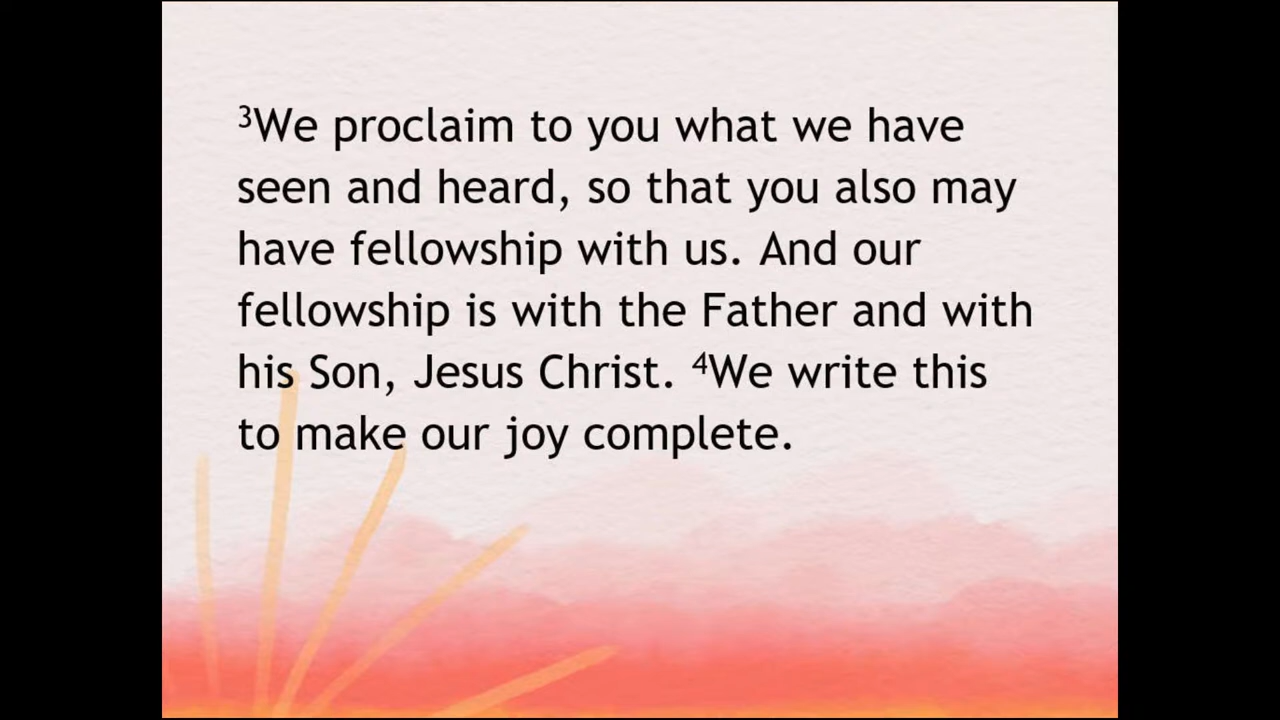 ³We proclaim to you what we have
seen and heard, so that you also may
have fellowship with us. And our
fellowship is with the Father and with
his Son, Jesus Christ. ⁴We write this
to make our joy complete.